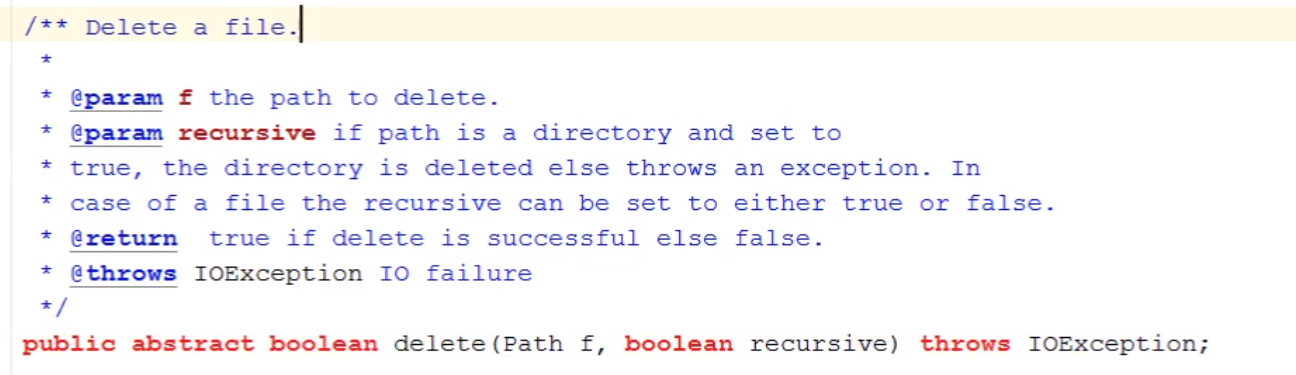 /** Delete a file.
*
* @param f the path to delete.
* @param recursive if path is a directory and set to
* true, the directory is deleted else throws an exception. In
* case of a file the recursive can be set to either true or false.
* @return  true if delete is successful else false.
* @throws IOException IO failure
*/
public abstract boolean delete(Path f, boolean recursive) throws IOException;